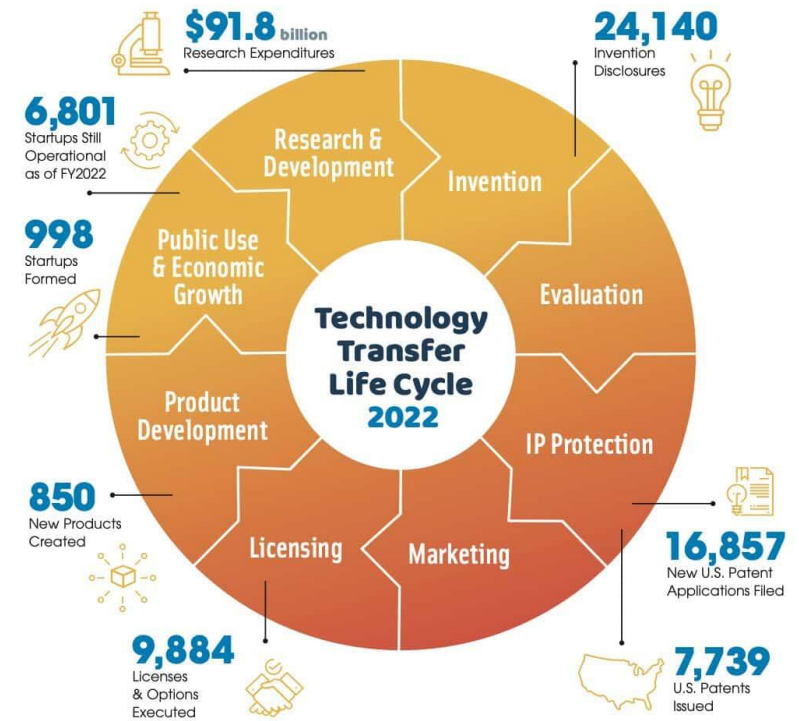 $91.8 billion
Research Expenditures
24,140
Invention
Disclosures
6,801
Startups Still
Operational
as of FY2022
998
Startups
Formed
Research &
Development
Invention
Public Use
& Economic
Growth
Evaluation
Technology
Transfer
Life Cycle
2022
Product
Development
IP Protection
Licensing
Marketing
850
New Products
Created
16,857
New U.S. Patent
Applications Filed
9,884
Licenses
& Options
Executed
7,739
U.S. Patents
Issued